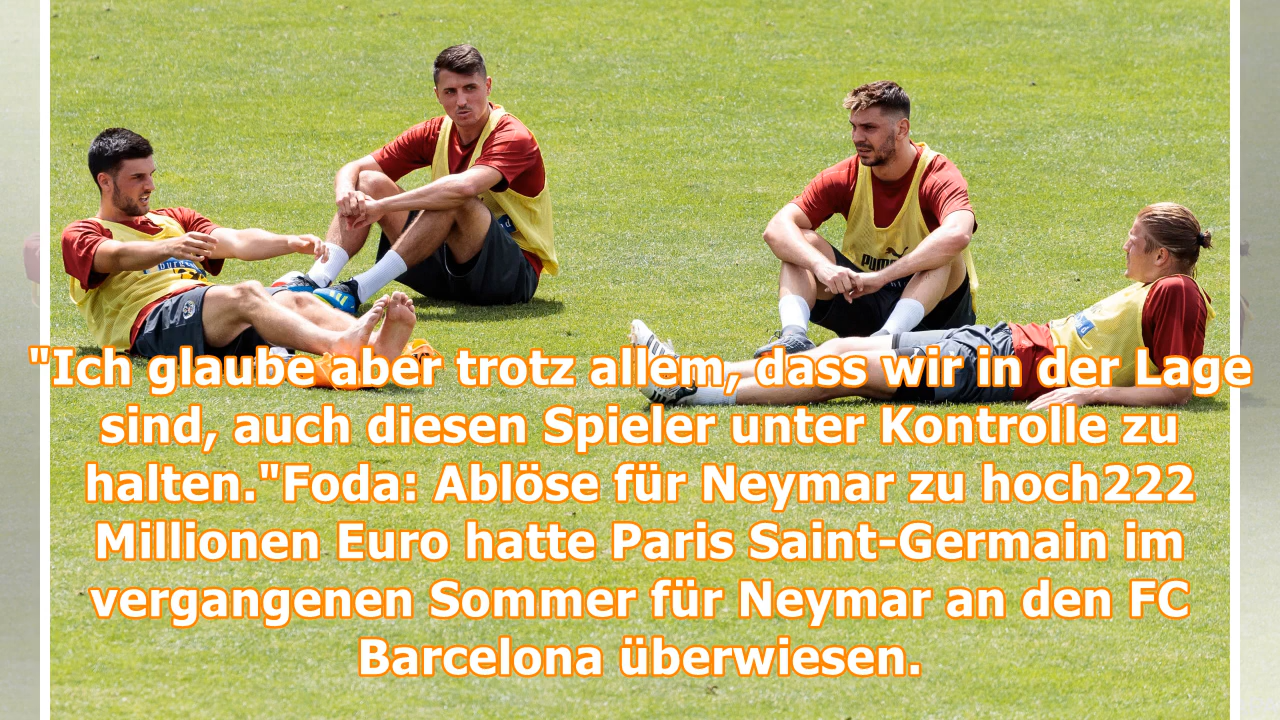 PUMA
"Ich glaube aber trotz allem, dass wir in der Lage
sind, auch diesen Spieler unter Kontrolle zu
halten."Foda: Ablöse für Neymar zu hoch222
Millionen Euro hatte Paris Saint-Germain im
vergangenen Sommer für Neymar an den FC
Barcelona überwiesen.